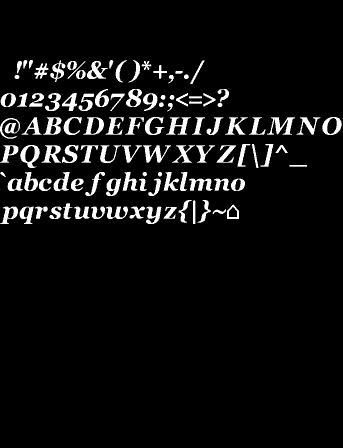 !"#$%&'()*+,-./
0123456789:;<=>?
@ABCDEFGHIJKLMNO
PQRSTUVWXYZ[\]^_
`abcdefghijklmno
pqrstuvwxyz{|}~⌂